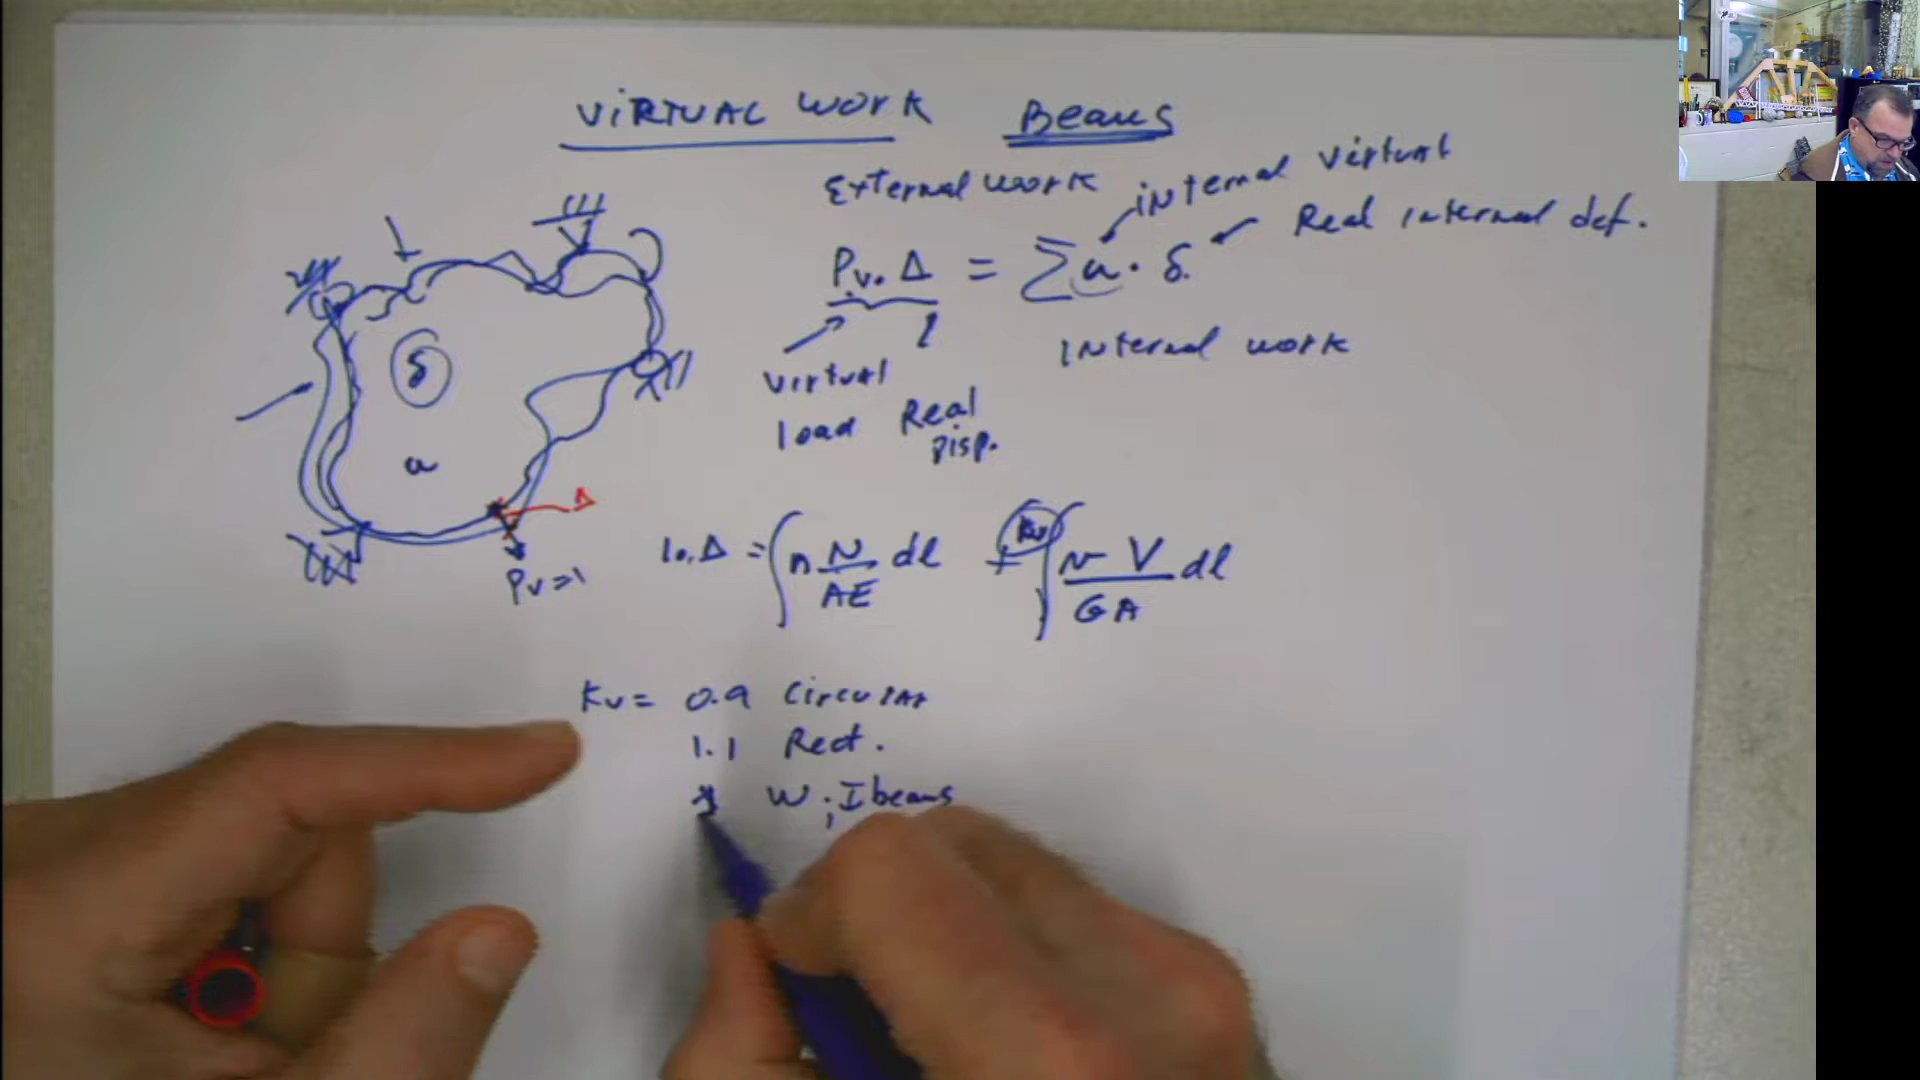 VIRTUAL WORK Beams
External work internal virtual
Real internal def.
Pv. Δ = Σ u · δ
δ
virtual
load Real
Disp.
Internal work
u
Δ
Pv=1
1.0.Δ = ∫ n N/AE dl + Kv ∫ v V/GA dl
Kv = 0.9 Circular
1.1 Rect.
W, I beams